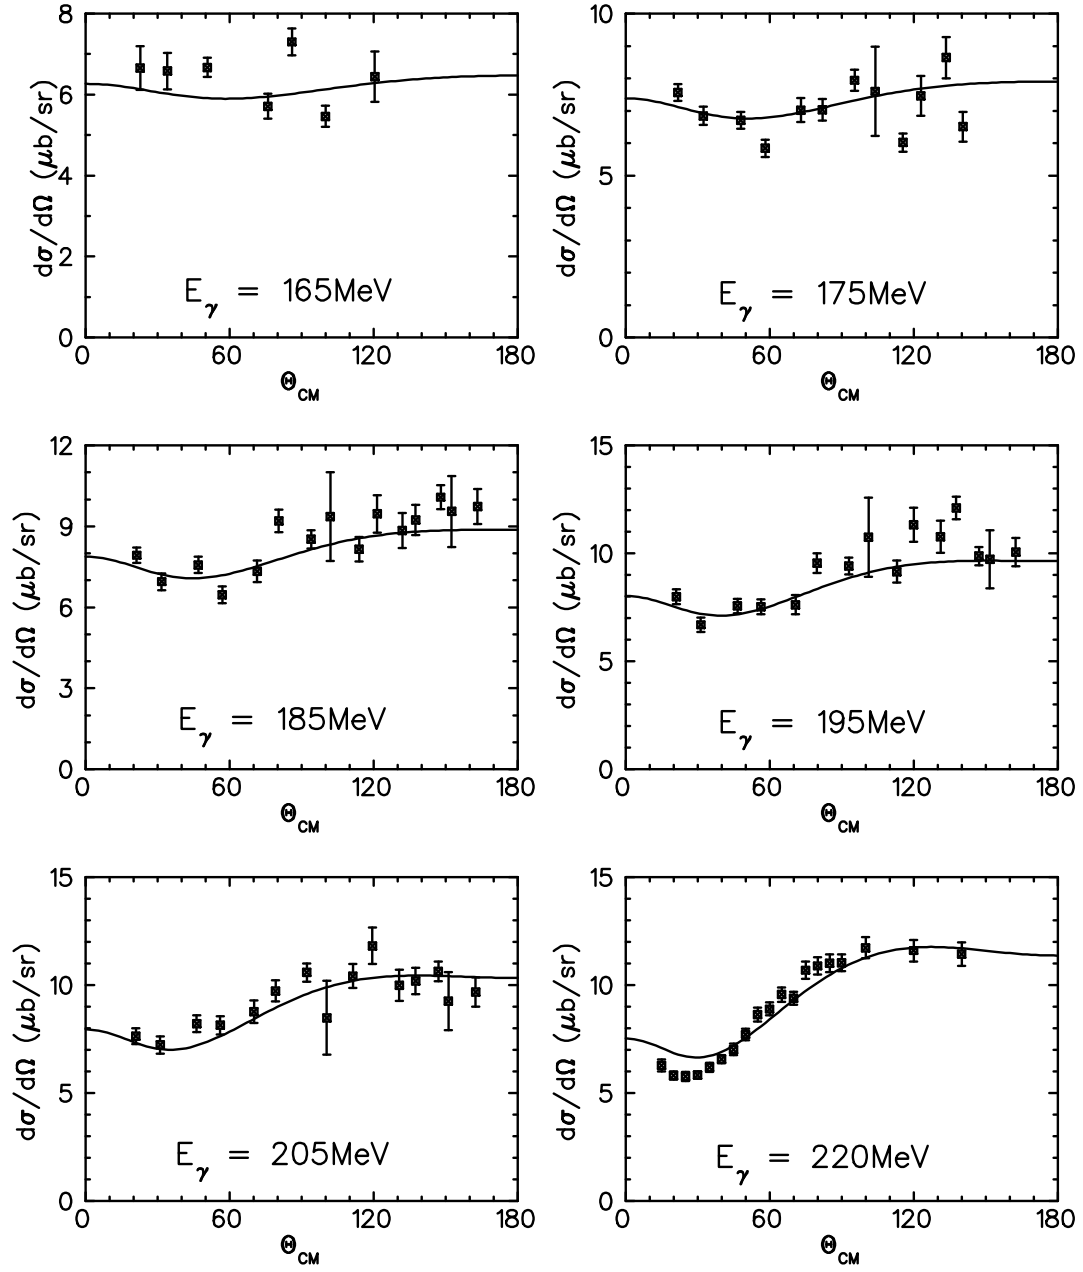 8
6
4
2
0
dσ/dΩ (μb/sr)
E_γ = 165MeV
0 60 120 180
Θ_CM
10
5
0
dσ/dΩ (μb/sr)
E_γ = 175MeV
0 60 120 180
Θ_CM
12
9
6
3
0
dσ/dΩ (μb/sr)
E_γ = 185MeV
0 60 120 180
Θ_CM
15
10
5
0
dσ/dΩ (μb/sr)
E_γ = 195MeV
0 60 120 180
Θ_CM
15
10
5
0
dσ/dΩ (μb/sr)
E_γ = 205MeV
0 60 120 180
Θ_CM
15
10
5
0
dσ/dΩ (μb/sr)
E_γ = 220MeV
0 60 120 180
Θ_CM